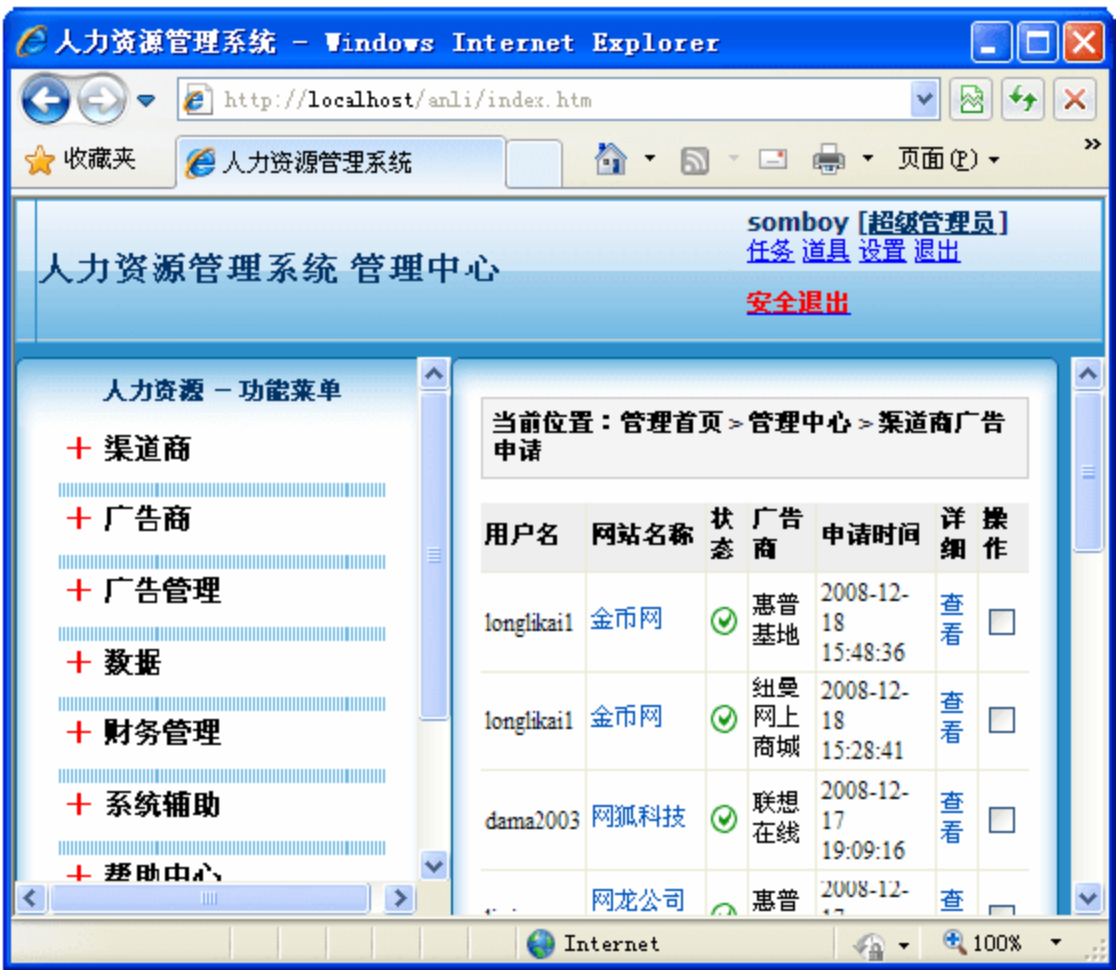 人力资源管理系统 - Windows Internet Explorer
http://localhost/anli/index.htm
收藏夹
人力资源管理系统
页面(P)
»
somboy [超级管理员]
任务 道具 设置 退出
人力资源管理系统 管理中心
安全退出
人力资源 - 功能菜单
+ 渠道商
+ 广告商
+ 广告管理
+ 数据
+ 财务管理
+ 系统辅助
+ 帮助中心
当前位置：管理首页 > 管理中心 > 渠道商广告
申请
用户名 网站名称 状态 广告商 申请时间 详细 操作
longlikai1 金币网 惠普基地 2008-12-18 15:48:36 查看
longlikai1 金币网 纽曼网上商城 2008-12-18 15:28:41 查看
dama2003 网狐科技 联想在线 2008-12-17 19:09:16 查看
网龙公司 惠普 2008-12- 查
Internet
100%